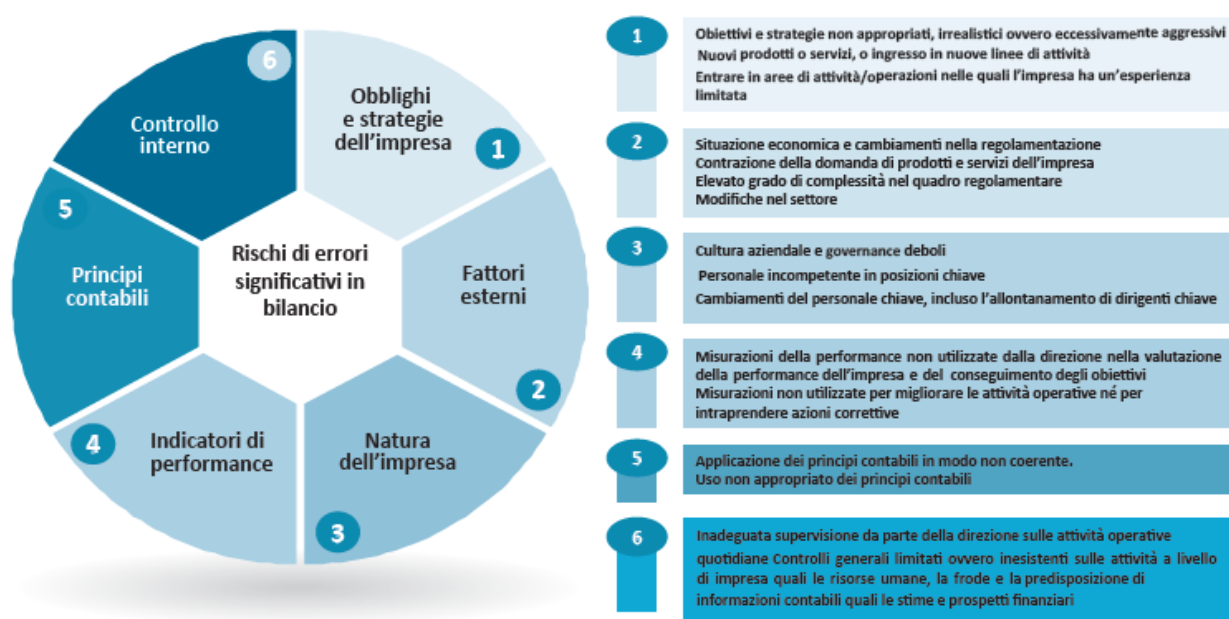 6
Controllo
interno
Obblighi
e strategie
dell'impresa
1
5
Principi
contabili
Rischi di errori
significativi in
bilancio
Fattori
esterni
2
4
Indicatori di
performance
Natura
dell'impresa
3
1
Obiettivi e strategie non appropriati, irrealistici ovvero eccessivamente aggressivi
Nuovi prodotti o servizi, o ingresso in nuove linee di attività
Entrare in aree di attività/operazioni nelle quali l'impresa ha un'esperienza
limitata
2
Situazione economica e cambiamenti nella regolamentazione
Contrazione della domanda di prodotti e servizi dell'impresa
Elevato grado di complessità nel quadro regolamentare
Modifiche nel settore
3
Cultura aziendale e governance deboli
Personale incompetente in posizioni chiave
Cambiamenti del personale chiave, incluso l'allontanamento di dirigenti chiave
4
Misurazioni della performance non utilizzate dalla direzione nella valutazione
della performance dell'impresa e del conseguimento degli obiettivi
Misurazioni non utilizzate per migliorare le attività operative né per
intraprendere azioni correttive
5
Applicazione dei principi contabili in modo non coerente.
Uso non appropriato dei principi contabili
6
Inadeguata supervisione da parte della direzione sulle attività operative
quotidiane Controlli generali limitati ovvero inesistenti sulle attività a livello
di impresa quali le risorse umane, la frode e la predisposizione di
informazioni contabili quali le stime e prospetti finanziari